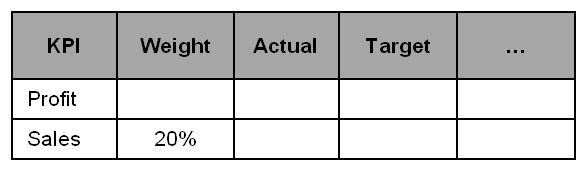 KPI Weight Actual Target ...
Profit
Sales 20%